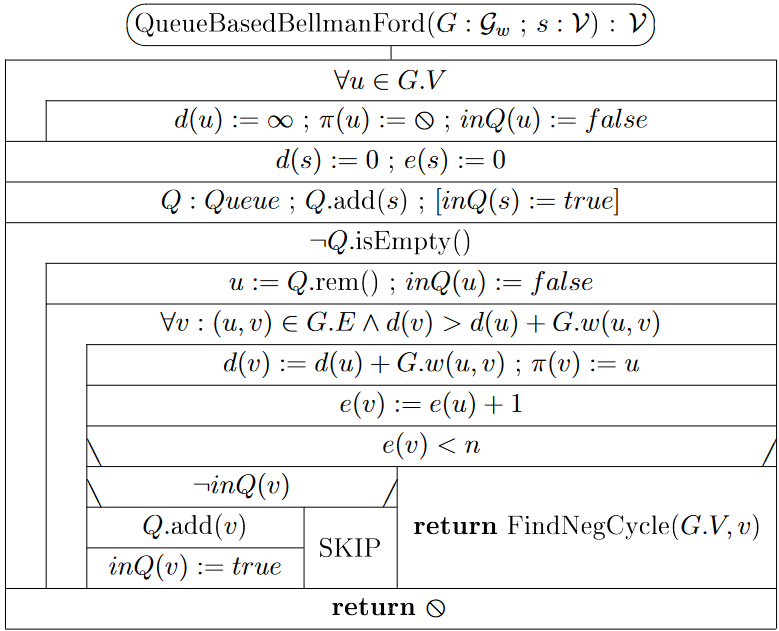 QueueBasedBellmanFord(G : 𝒢w ; s : 𝒱) : 𝒱
∀u ∈ G.V
d(u) := ∞ ; π(u) := ⦸ ; inQ(u) := false
d(s) := 0 ; e(s) := 0
Q : Queue ; Q.add(s) ; [inQ(s) := true]
¬Q.isEmpty()
u := Q.rem() ; inQ(u) := false
∀v : (u, v) ∈ G.E ∧ d(v) > d(u) + G.w(u, v)
d(v) := d(u) + G.w(u, v) ; π(v) := u
e(v) := e(u) + 1
e(v) < n
¬inQ(v)
Q.add(v)
inQ(v) := true
SKIP
return FindNegCycle(G.V, v)
return ⦸